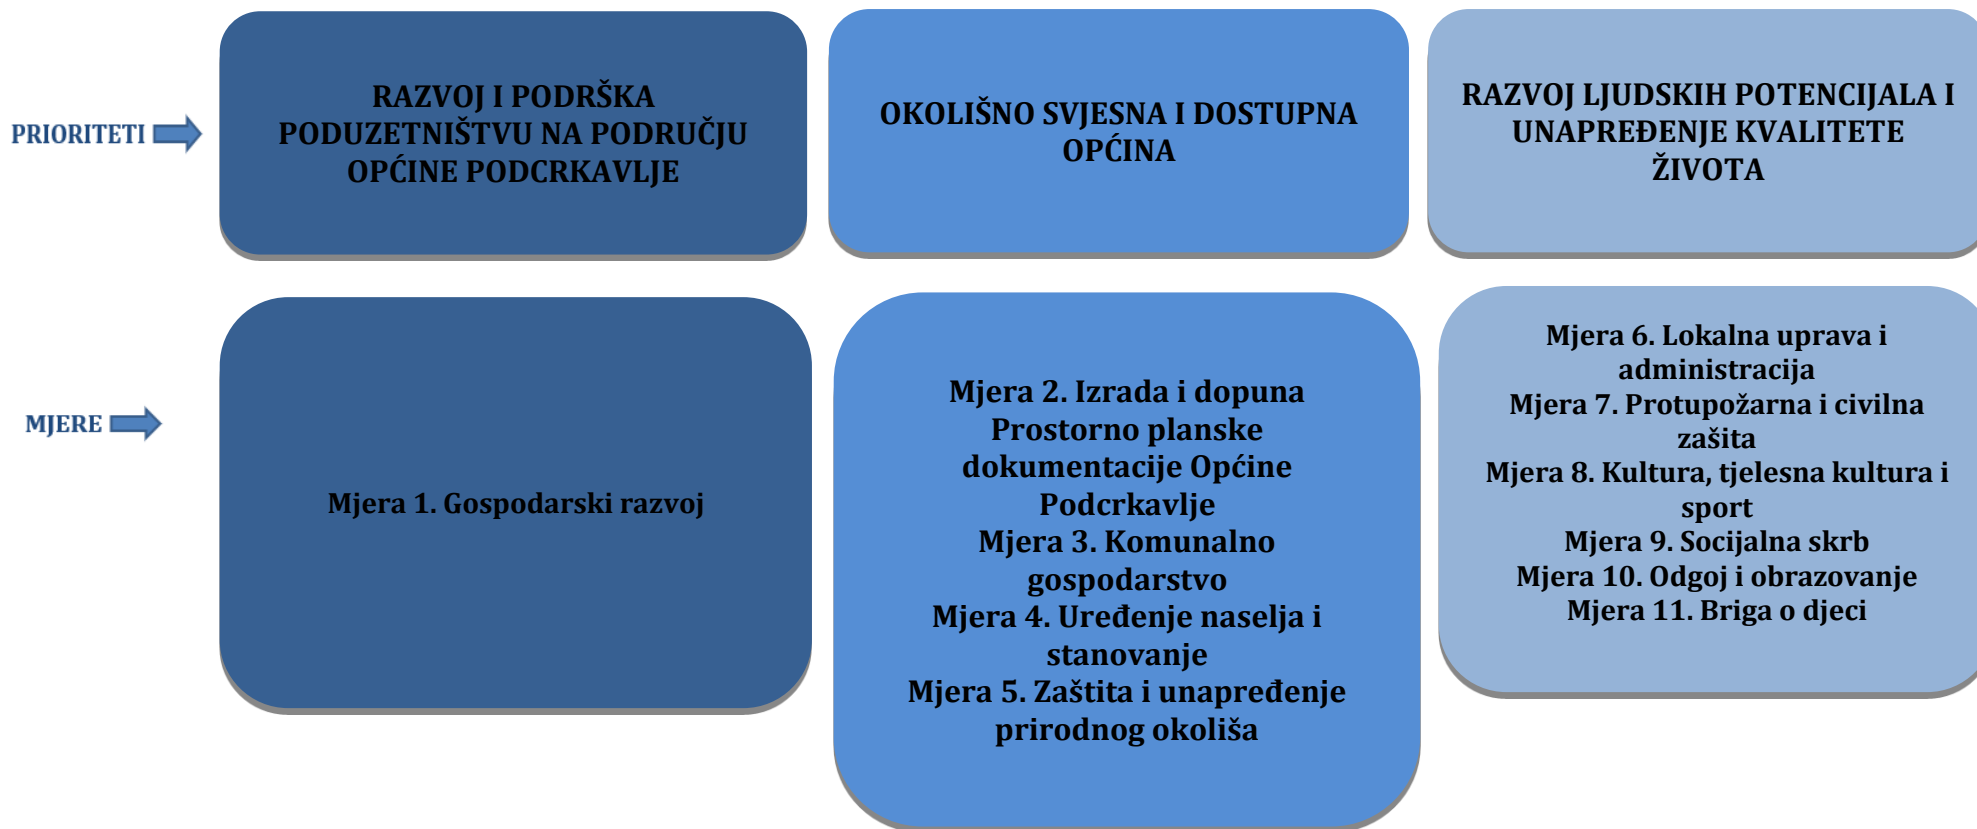 PRIORITETI
RAZVOJ I PODRŠKA
PODUZETNIŠTVU NA PODRUČJU
OPĆINE PODCRKAVLJE
OKOLIŠNO SVJESNA I DOSTUPNA
OPĆINA
RAZVOJ LJUDSKIH POTENCIJALA I
UNAPREĐENJE KVALITETE
ŽIVOTA
MJERE
Mjera 1. Gospodarski razvoj
Mjera 2. Izrada i dopuna
Prostorno planske
dokumentacije Općine
Podcrkavlje
Mjera 3. Komunalno
gospodarstvo
Mjera 4. Uređenje naselja i
stanovanje
Mjera 5. Zaštita i unapređenje
prirodnog okoliša
Mjera 6. Lokalna uprava i
administracija
Mjera 7. Protupožarna i civilna
zašita
Mjera 8. Kultura, tjelesna kultura i
sport
Mjera 9. Socijalna skrb
Mjera 10. Odgoj i obrazovanje
Mjera 11. Briga o djeci